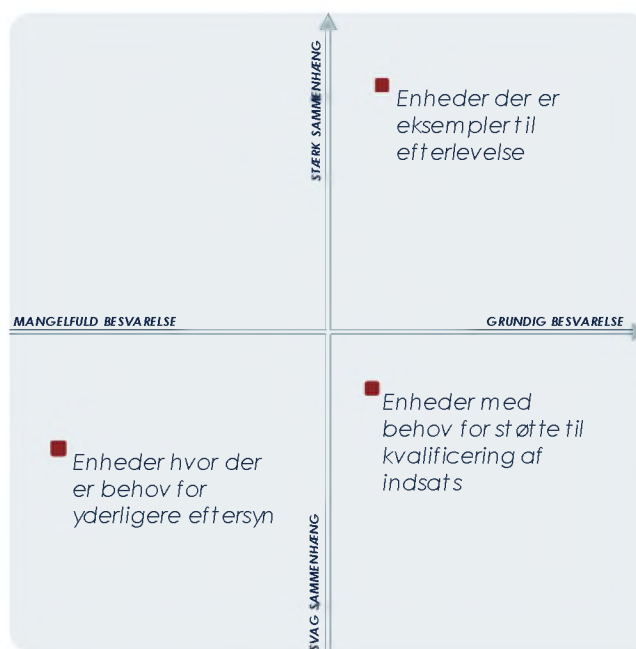 STÆRK SAMMENHÆNG
Enheder der er
eksempler til
efterlevelse
MANGELFULD BESVARELSE
GRUNDIG BESVARELSE
Enheder hvor der
er behov for
yderligere eftersyn
Enheder med
behov for støtte til
kvalificering af
indsats
SVAG SAMMENHÆNG